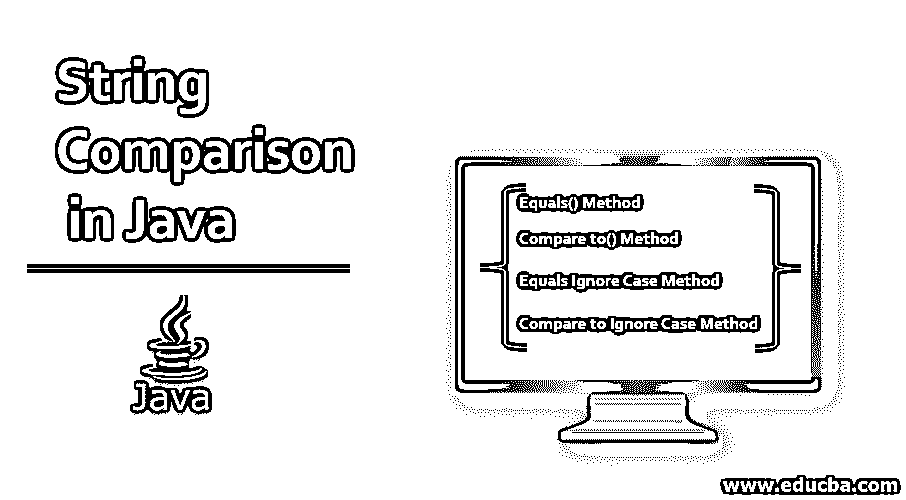 String
Comparison
in Java
Java
Equals() Method
Compare to() Method
Equals Ignore Case Method
Compare to Ignore Case Method
www.educba.com